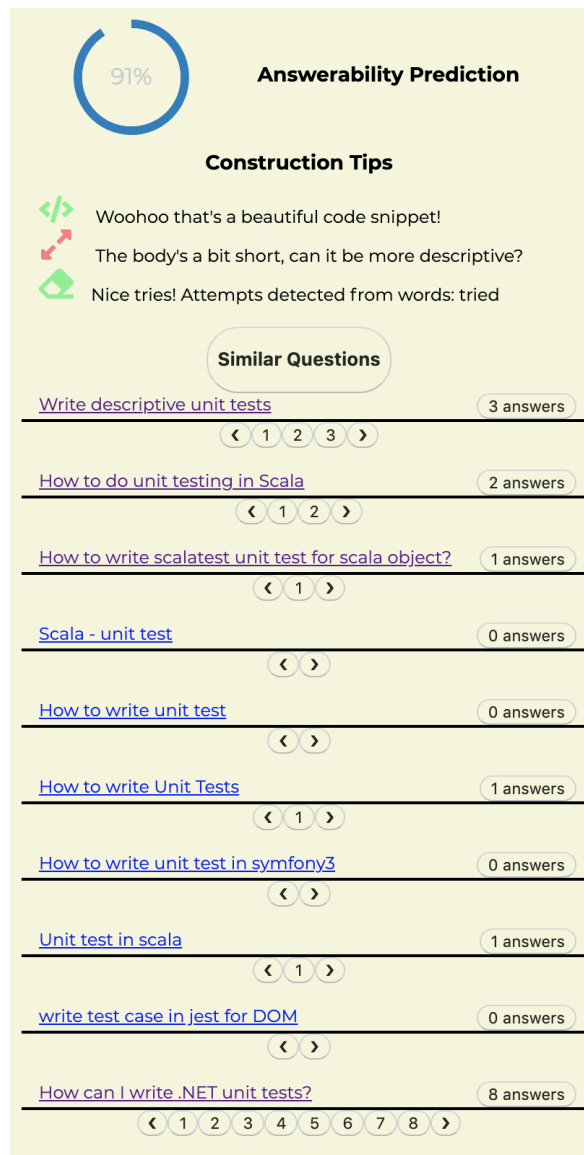 91%
Answerability Prediction
Construction Tips
</> Woohoo that's a beautiful code snippet!
The body's a bit short, can it be more descriptive?
Nice tries! Attempts detected from words: tried
Similar Questions
Write descriptive unit tests 3 answers
❮ 1 2 3 ❯
How to do unit testing in Scala 2 answers
❮ 1 2 ❯
How to write scalatest unit test for scala object? 1 answers
❮ 1 ❯
Scala - unit test 0 answers
❮ ❯
How to write unit test 0 answers
❮ ❯
How to write Unit Tests 1 answers
❮ 1 ❯
How to write unit test in symfony3 0 answers
❮ ❯
Unit test in scala 1 answers
❮ 1 ❯
write test case in jest for DOM 0 answers
❮ ❯
How can I write .NET unit tests? 8 answers
❮ 1 2 3 4 5 6 7 8 ❯